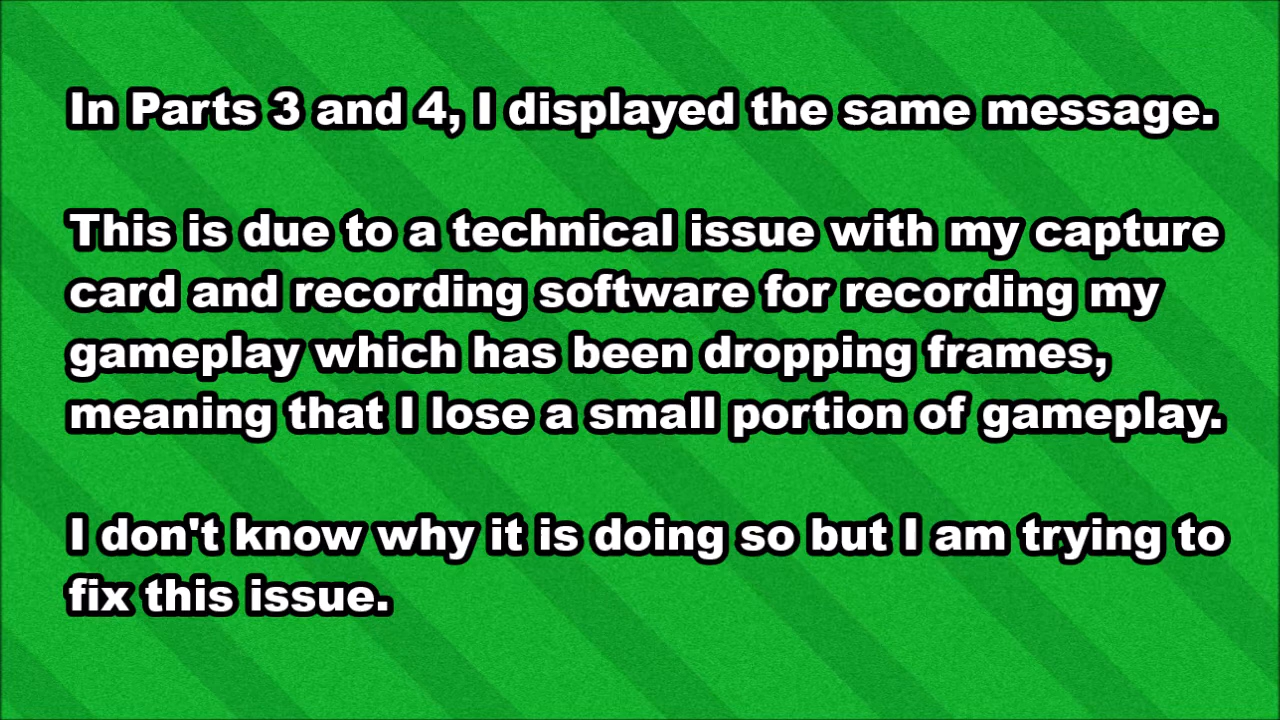 In Parts 3 and 4, I displayed the same message.
This is due to a technical issue with my capture
card and recording software for recording my
gameplay which has been dropping frames,
meaning that I lose a small portion of gameplay.
I don't know why it is doing so but I am trying to
fix this issue.